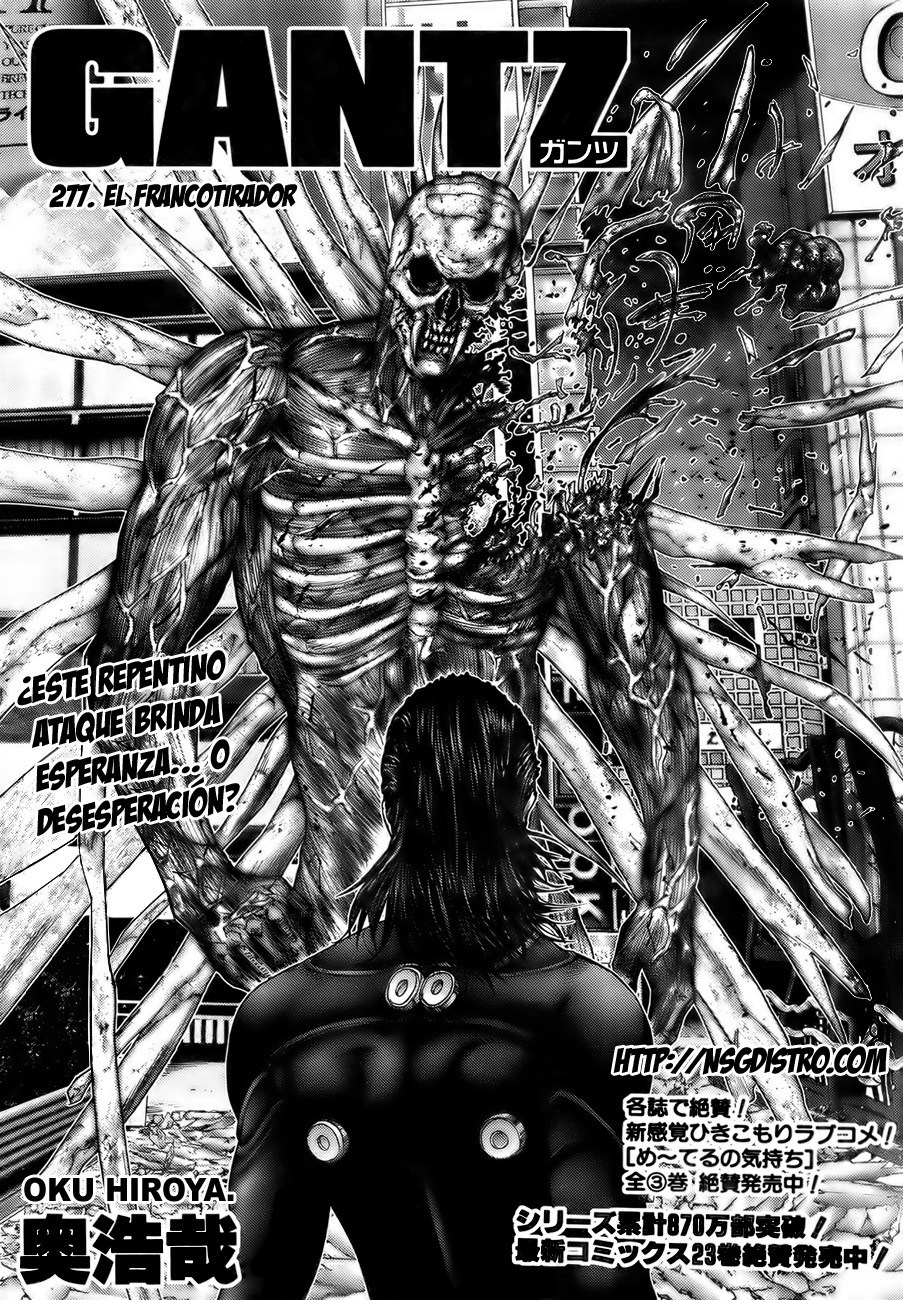 GANTZ
ガンツ
277. EL FRANCOTIRADOR
¿ESTE REPENTINO
ATAQUE BRINDA
ESPERANZA... O
DESESPERACIÓN?
HTTP://NSGDISTRO.COM
各誌で絶賛!
新感覚ひきこもりラブコメ!
[め〜てるの気持ち]
全③巻 絶賛発売中!
OKU HIROYA.
奥浩哉
シリーズ累計870万部突破!
最新コミックス23巻絶賛発売中!